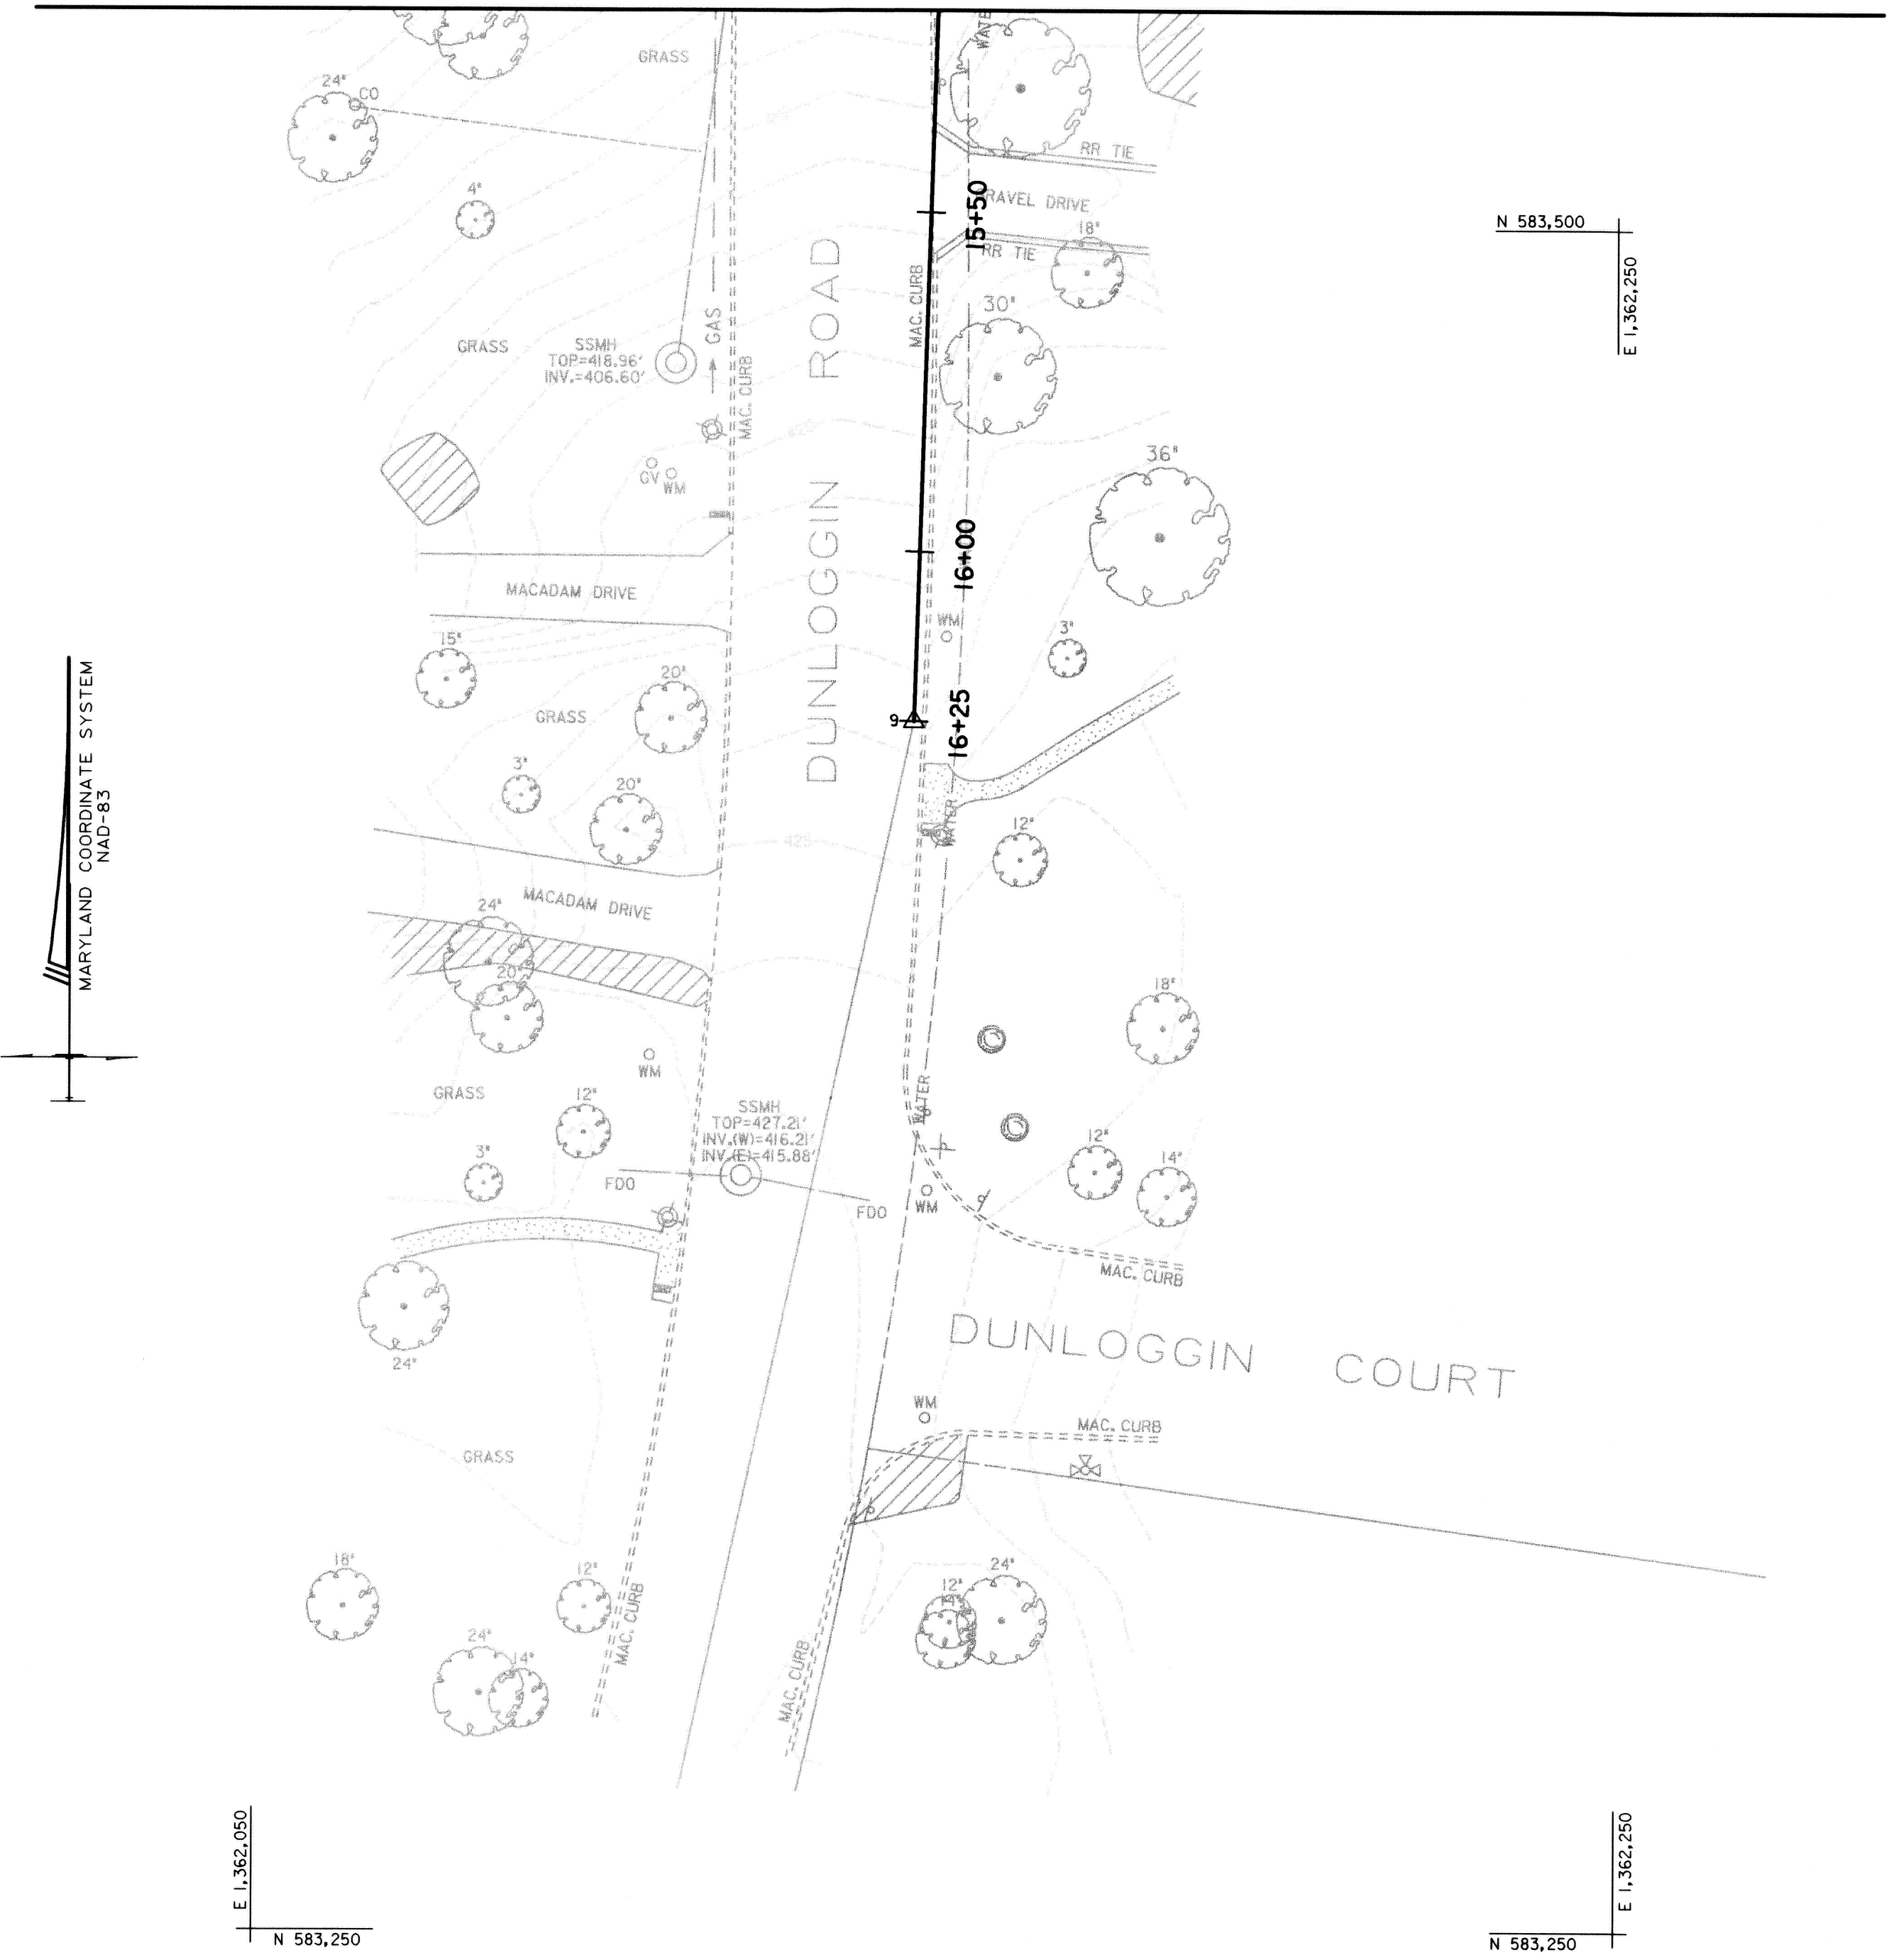 GRASS
WATE
24"
CO
RR TIE
4"
15+50
RAVEL DRIVE
N 583,500
E 1,362,250
18"
RR TIE
MAC. CURB
30"
DUNLOGGIN ROAD
GAS
GRASS
SSMH
TOP=418.96'
INV.=406.60'
MAC. CURB
420
36"
GV
WM
16+00
MACADAM DRIVE
WM
3"
15"
20"
GRASS
9
16+25
MARYLAND COORDINATE SYSTEM
NAD-83
3"
20"
WATER
12"
425
MACADAM DRIVE
24"
20"
18"
WM
GRASS
12"
WATER
SSMH
TOP=427.21'
INV.(W)=416.21'
INV.(E)=415.88'
12"
3"
14"
FDO
FDO
WM
MAC. CURB
DUNLOGGIN COURT
24"
WM
MAC. CURB
GRASS
18"
12"
12"
24"
MAC. CURB
24"
14"
MAC. CURB
E 1,362,050
N 583,250
E 1,362,250
N 583,250